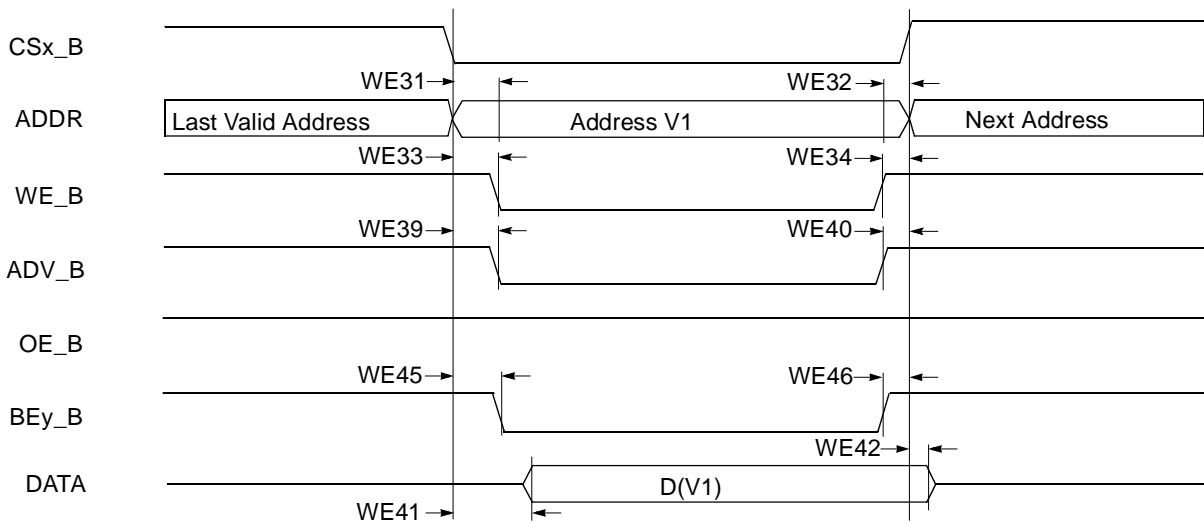 CSx_B
WE31 WE32
ADDR Last Valid Address Address V1 Next Address
WE33 WE34
WE_B
WE39 WE40
ADV_B
OE_B
WE45 WE46
BEy_B
WE42
DATA D(V1)
WE41